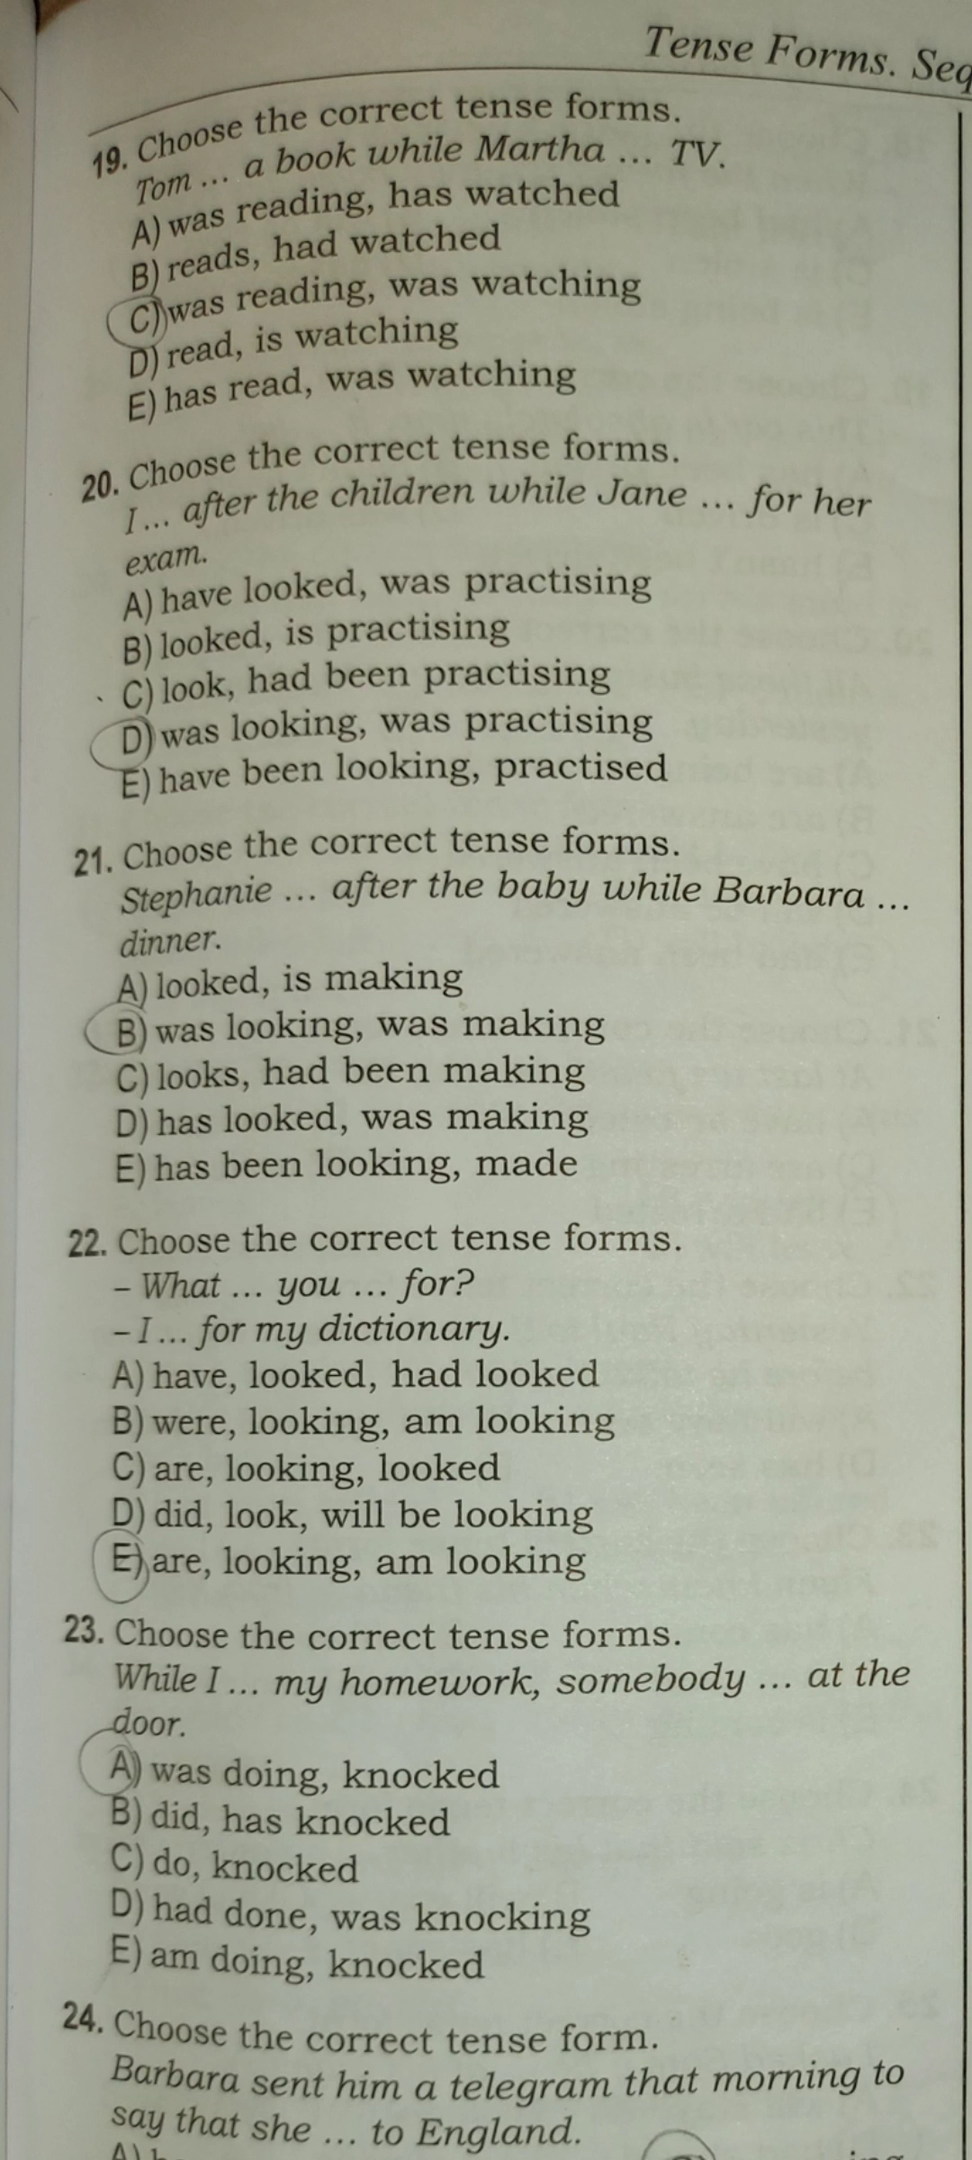 Tense Forms. Seq
19. Choose the correct tense forms.
Tom ... a book while Martha ... TV.
A) was reading, has watched
B) reads, had watched
C) was reading, was watching
D) read, is watching
E) has read, was watching
20. Choose the correct tense forms.
I ... after the children while Jane ... for her
exam.
A) have looked, was practising
B) looked, is practising
C) look, had been practising
D) was looking, was practising
E) have been looking, practised
21. Choose the correct tense forms.
Stephanie ... after the baby while Barbara ...
dinner.
A) looked, is making
B) was looking, was making
C) looks, had been making
D) has looked, was making
E) has been looking, made
22. Choose the correct tense forms.
– What ... you ... for?
– I ... for my dictionary.
A) have, looked, had looked
B) were, looking, am looking
C) are, looking, looked
D) did, look, will be looking
E) are, looking, am looking
23. Choose the correct tense forms.
While I ... my homework, somebody ... at the
door.
A) was doing, knocked
B) did, has knocked
C) do, knocked
D) had done, was knocking
E) am doing, knocked
24. Choose the correct tense form.
Barbara sent him a telegram that morning to
say that she ... to England.